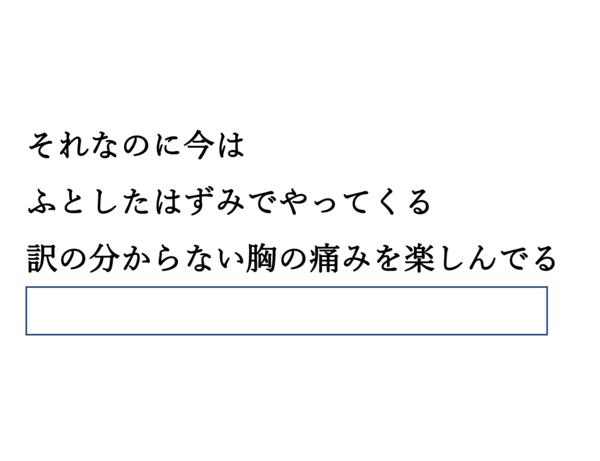 それなのに今は
ふとしたはずみでやってくる
訳の分からない胸の痛みを楽しんでる